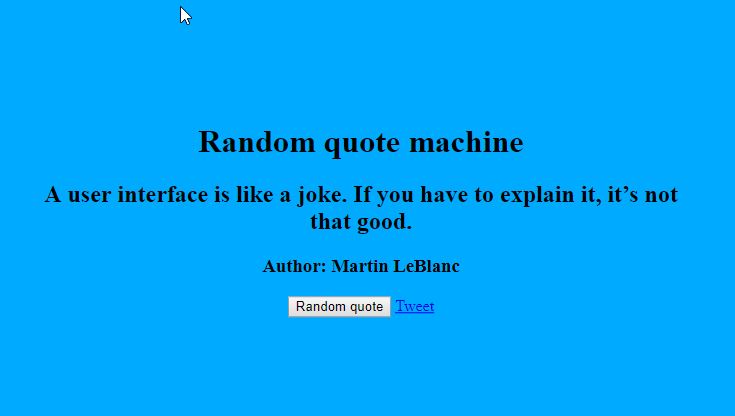 Random quote machine
A user interface is like a joke. If you have to explain it, it’s not
that good.
Author: Martin LeBlanc
Random quote Tweet